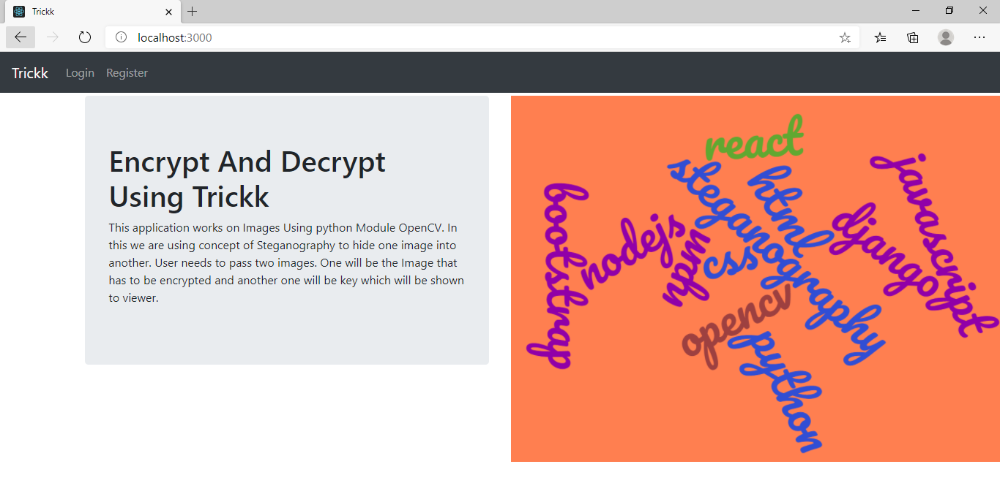 Trickk
localhost:3000
Trickk Login Register
Encrypt And Decrypt
Using Trickk
This application works on Images Using python Module OpenCV. In
this we are using concept of Steganography to hide one image into
another. User needs to pass two images. One will be the Image that
has to be encrypted and another one will be key which will be shown
to viewer.
react
steganography
html
javascript
bootstrap
nodejs
npm
css
django
opencv
python